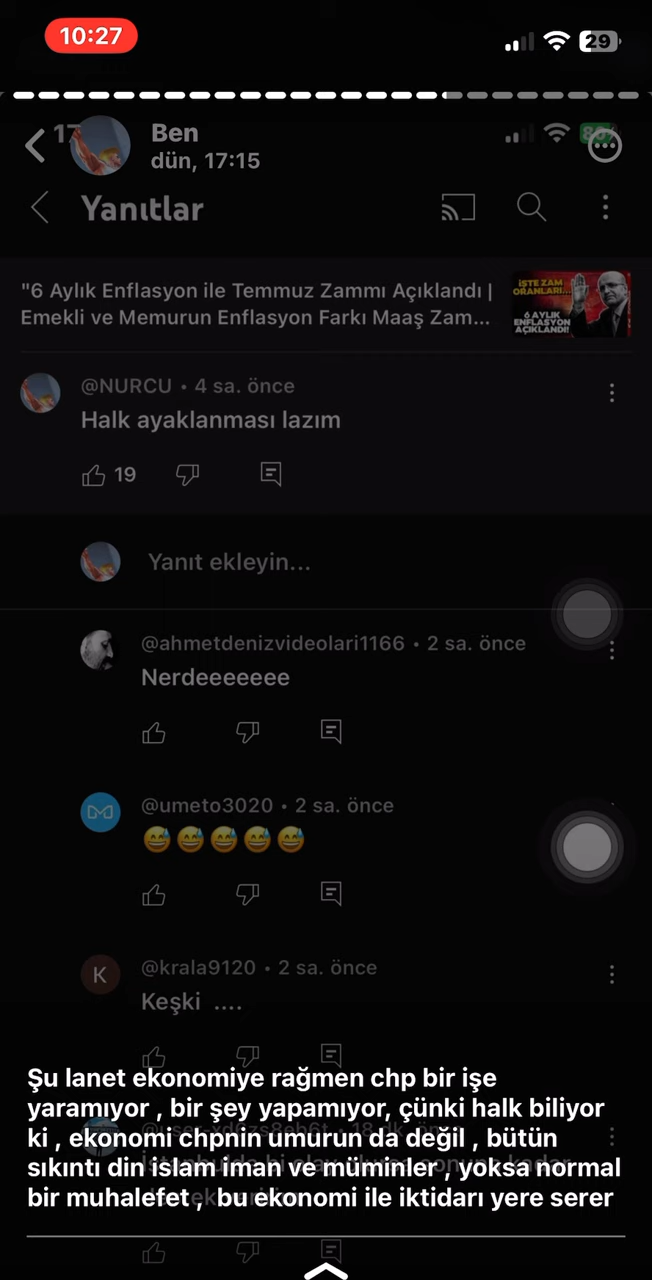 10:27
29
17
Ben
dün, 17:15
Yanıtlar
"6 Aylık Enflasyon ile Temmuz Zammı Açıklandı |
Emekli ve Memurun Enflasyon Farkı Maaş Zam...
İŞTE ZAM
ORANLARI...
6 AYLIK
ENFLASYON
AÇIKLANDI!
@NURCU • 4 sa. önce
Halk ayaklanması lazım
19
Yanıt ekleyin...
@ahmetdenizvideolari1166 • 2 sa. önce
Nerdeeeeeee
@umeto3020 • 2 sa. önce
😅😅😅😅😅
K
@krala9120 • 2 sa. önce
Keşki ....
Şu lanet ekonomiye rağmen chp bir işe
yaramıyor , bir şey yapamıyor, çünki halk biliyor
ki , ekonomi chpnin umurun da değil , bütün
sıkıntı din islam iman ve müminler , yoksa normal
bir muhalefet , bu ekonomi ile iktidarı yere serer